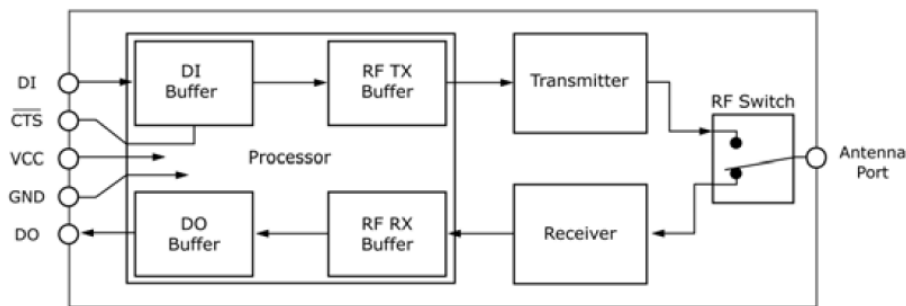 DI
CTS
VCC
GND
DO
DI
Buffer
RF TX
Buffer
Processor
DO
Buffer
RF RX
Buffer
Transmitter
Receiver
RF Switch
Antenna
Port